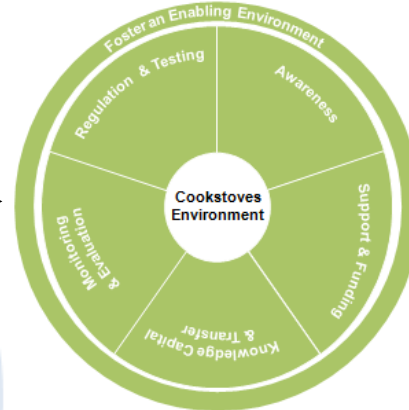 Foster an Enabling Environment
Regulation & Testing
Awareness
Support & Funding
Knowledge Capital
& Transfer
Monitoring
& Evaluation
Cookstoves
Environment